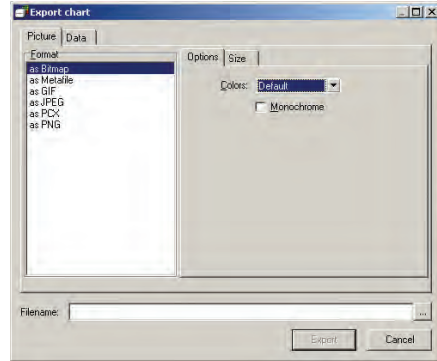 Export chart
Picture Data
Format
as Bitmap
as Metafile
as GIF
as JPEG
as PCX
as PNG
Options Size
Colors: Default
Monochrome
Filename: ...
Export Cancel